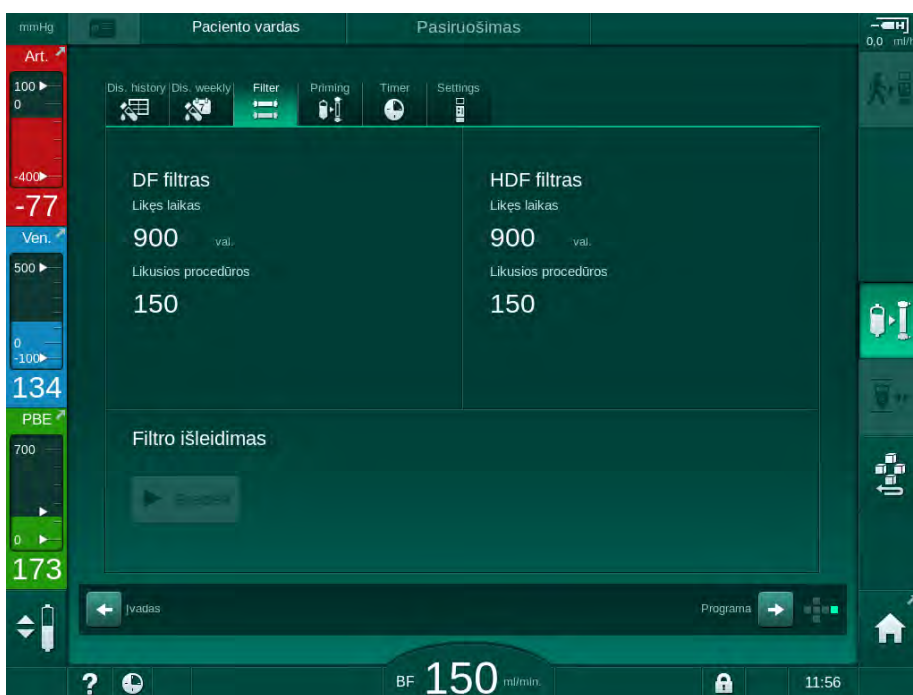 mmHg
Paciento vardas
Pasiruošimas
0,0 ml/h
Art.
100
0
-400
-77
Ven.
500
0
-100
134
PBE
700
0
173
Dis. history
Dis. weekly
Filter
Priming
Timer
Settings
7
DF filtras
Likęs laikas
900 val.
Likusios procedūros
150
HDF filtras
Likęs laikas
900 val.
Likusios procedūros
150
Filtro išleidimas
Įvadas
Programa
?
BF 150 ml/min.
11:56